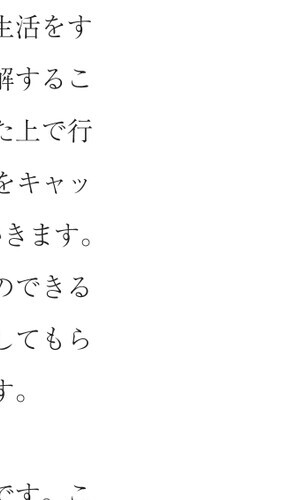 生活をす
解するこ
た上で行
をキャッ
いきます。
のできる
してもら
す。
です。こ